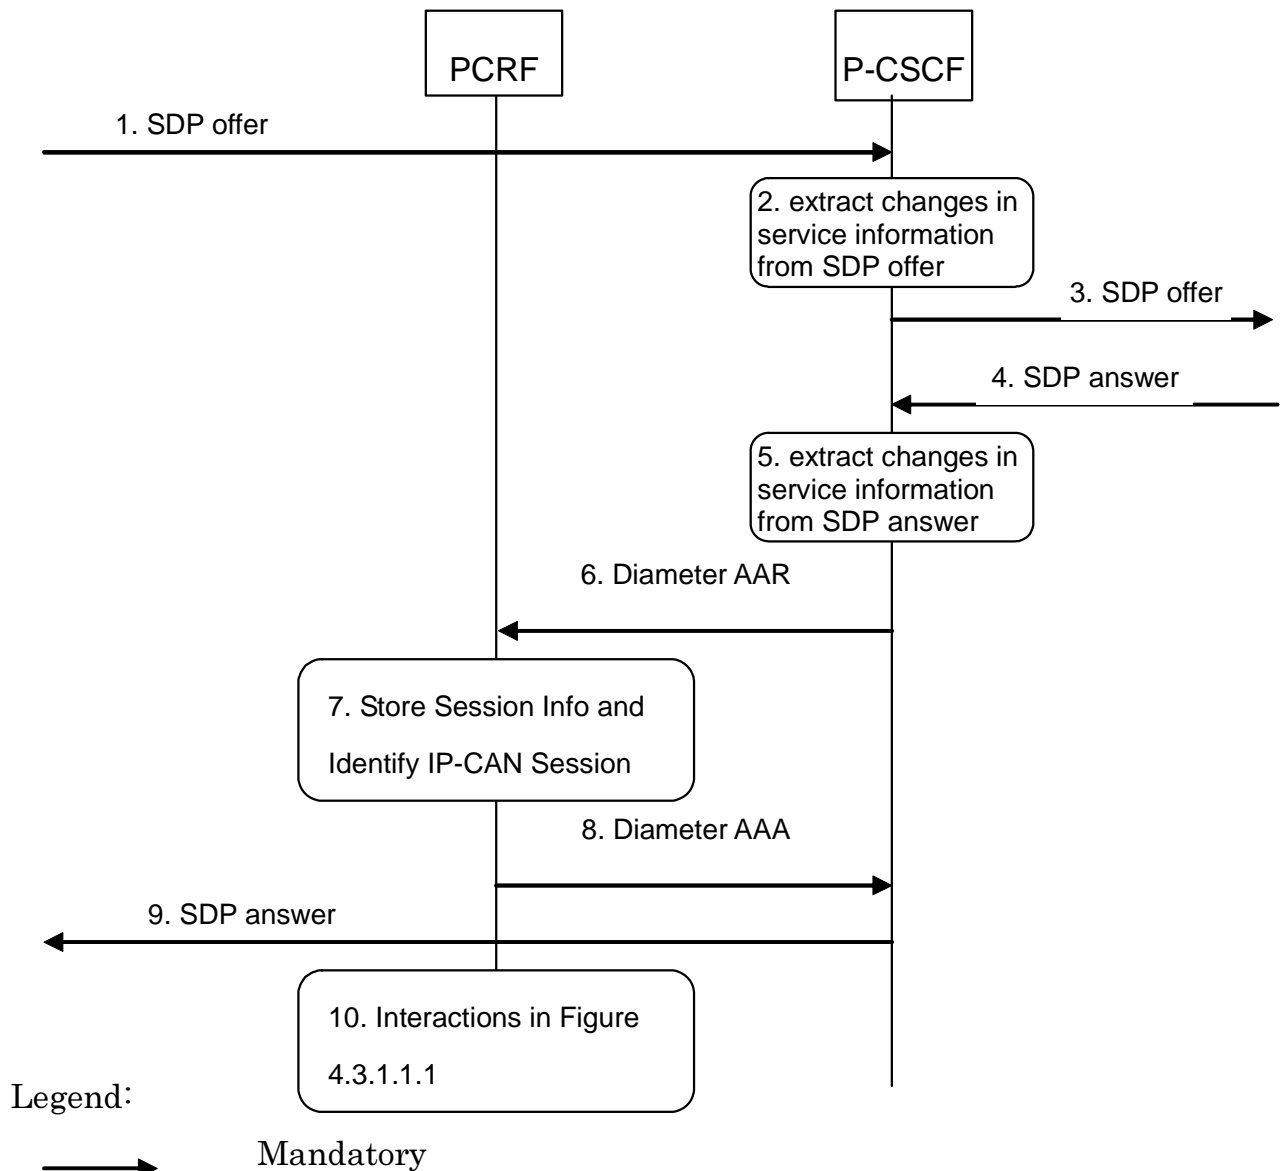 PCRF
P-CSCF
1. SDP offer
2. extract changes in
service information
from SDP offer
3. SDP offer
4. SDP answer
5. extract changes in
service information
from SDP answer
6. Diameter AAR
7. Store Session Info and
Identify IP-CAN Session
8. Diameter AAA
9. SDP answer
10. Interactions in Figure
4.3.1.1.1
Legend:
Mandatory